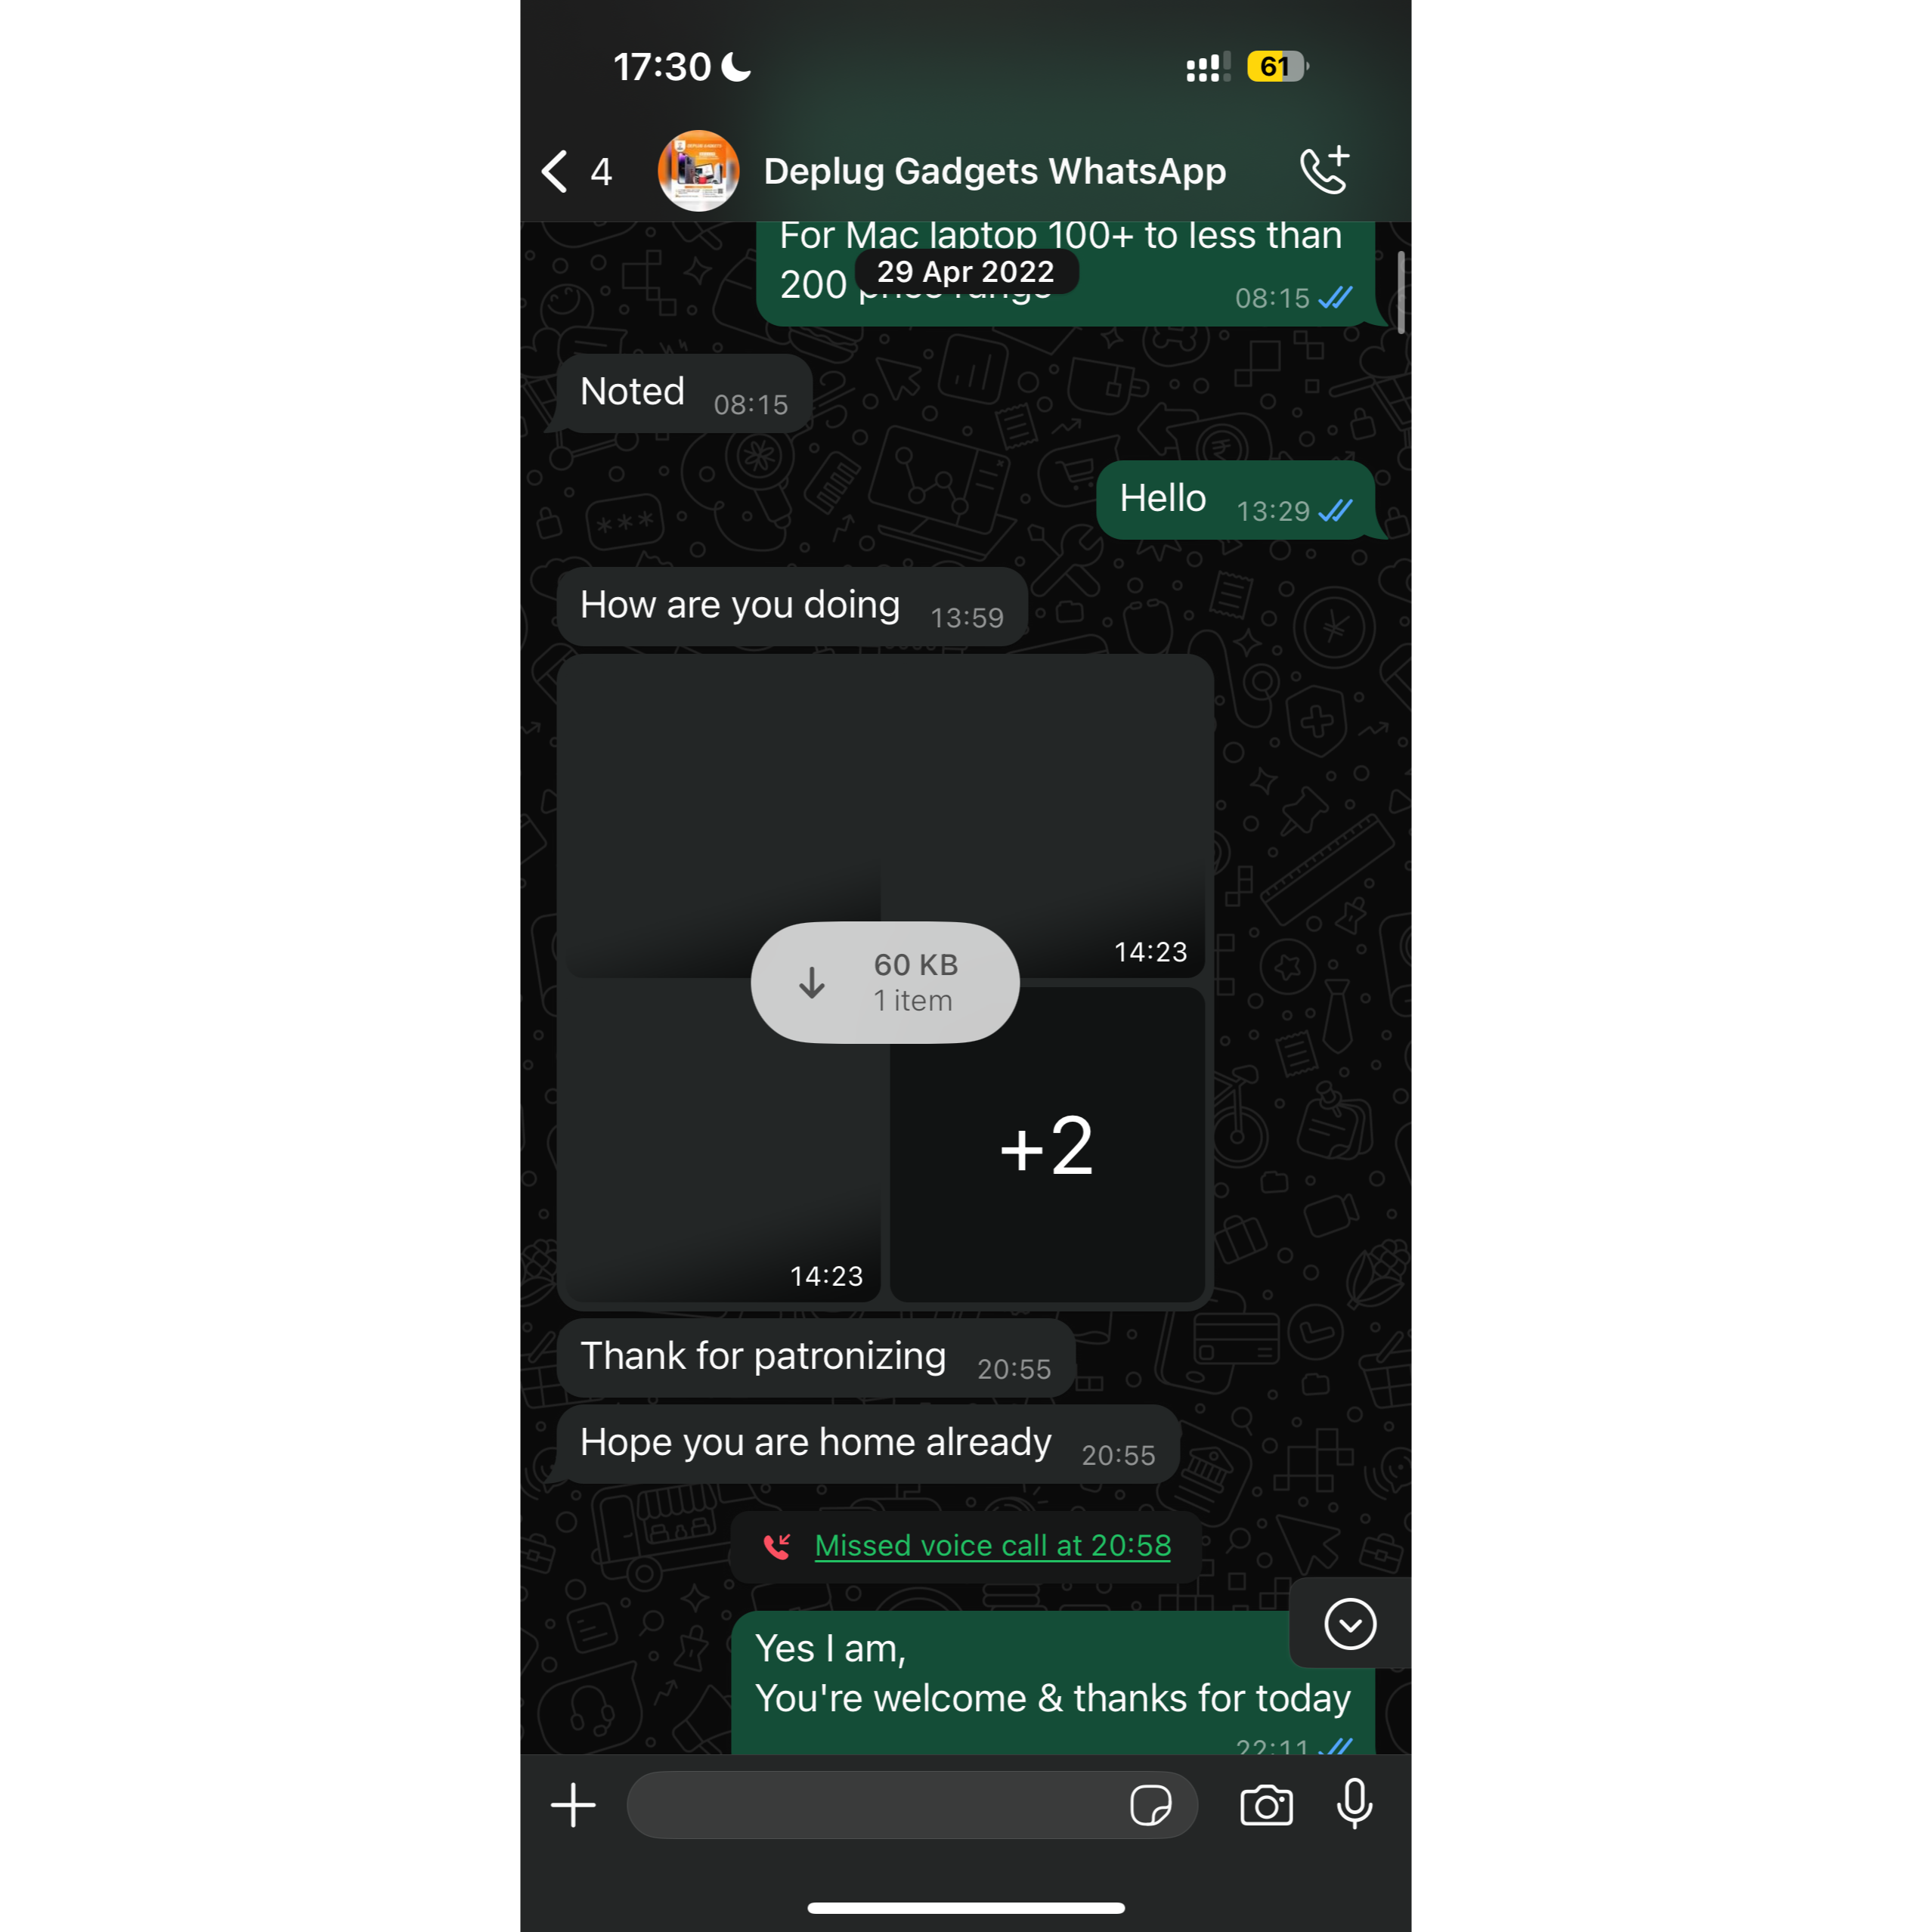 17:30
61
4
Deplug Gadgets WhatsApp
For Mac laptop 100+ to less than
29 Apr 2022
200 price range
08:15
Noted 08:15
Hello 13:29
How are you doing 13:59
14:23
60 KB
1 item
+2
14:23
Thank for patronizing 20:55
Hope you are home already 20:55
Missed voice call at 20:58
Yes I am,
You're welcome & thanks for today
22:11